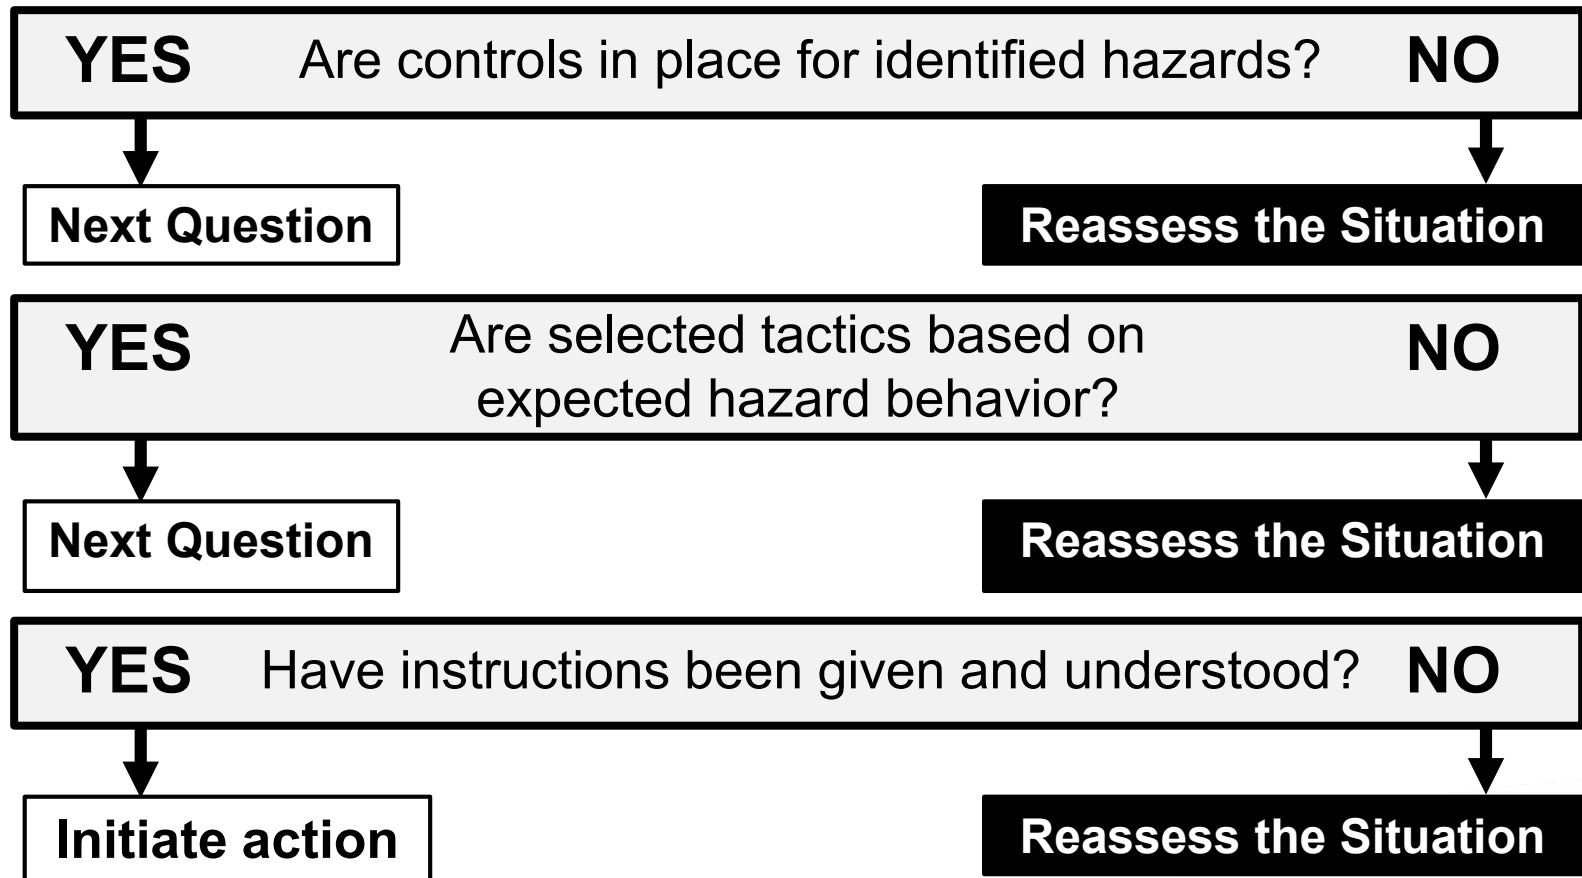 YES Are controls in place for identified hazards? NO
Next Question Reassess the Situation
YES Are selected tactics based on NO
expected hazard behavior?
Next Question Reassess the Situation
YES Have instructions been given and understood? NO
Initiate action Reassess the Situation